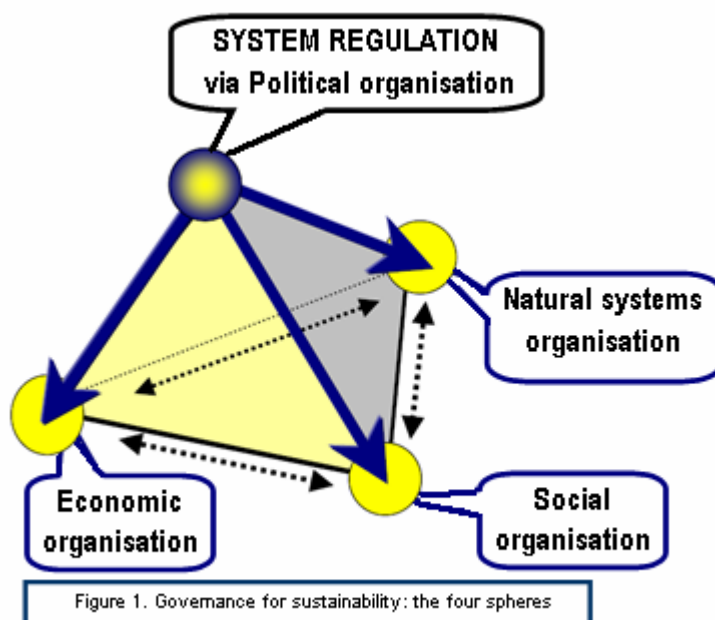 SYSTEM REGULATION
via Political organisation
Natural systems
organisation
Economic
organisation
Social
organisation
Figure 1. Governance for sustainability: the four spheres